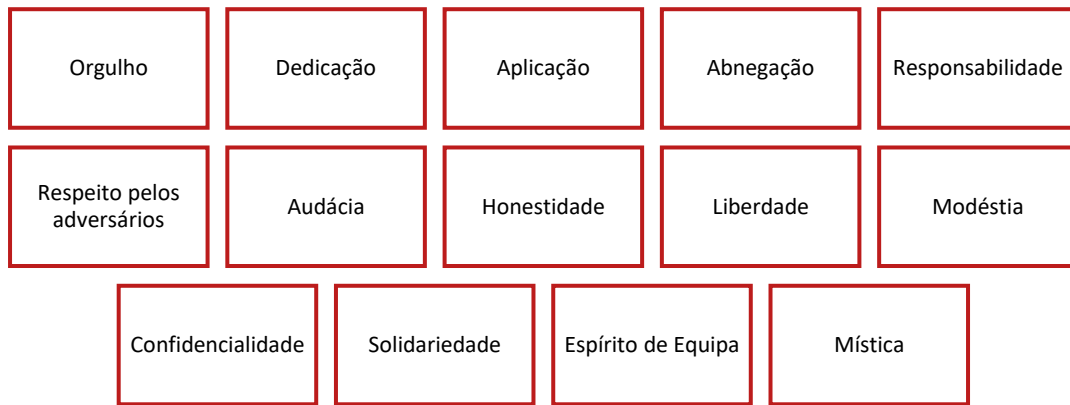 Orgulho
Dedicação
Aplicação
Abnegação
Responsabilidade
Respeito pelos
adversários
Audácia
Honestidade
Liberdade
Modéstia
Confidencialidade
Solidariedade
Espírito de Equipa
Mística